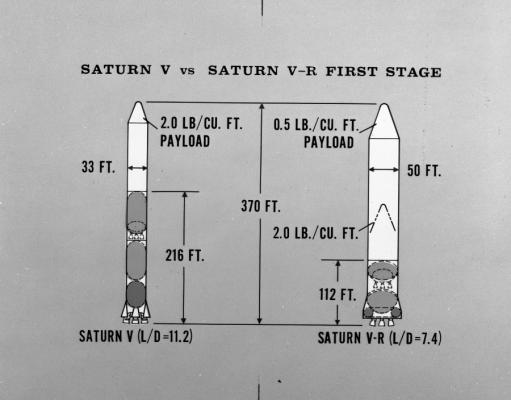 SATURN V vs SATURN V-R FIRST STAGE
2.0 LB/CU. FT.
PAYLOAD
0.5 LB./CU. FT.
PAYLOAD
33 FT.
50 FT.
370 FT.
2.0 LB./CU. FT.
216 FT.
112 FT.
SATURN V (L/D=11.2)
SATURN V-R (L/D=7.4)